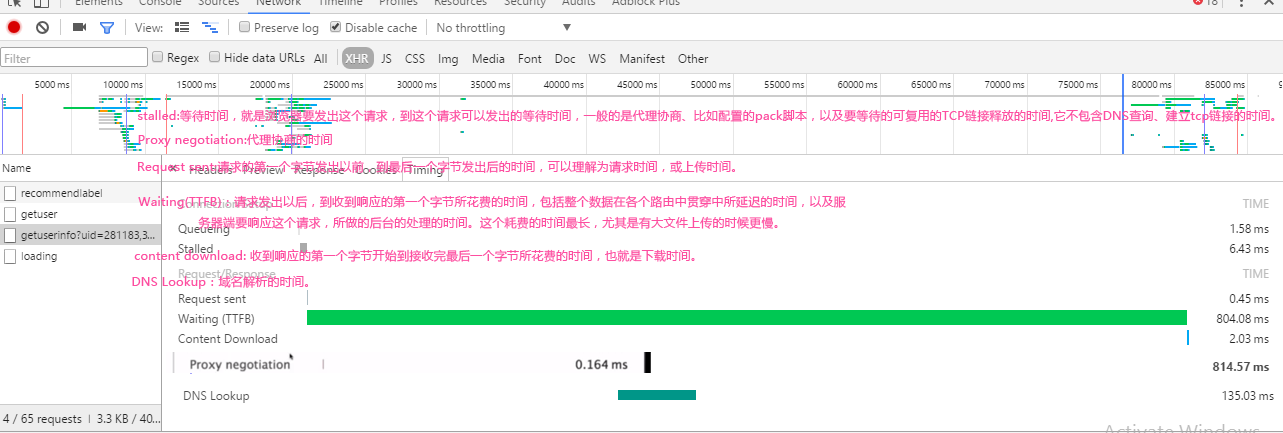 Elements Console Sources Network Timeline Profiles Resources Security Audits Adblock Plus 18
View: Preserve log Disable cache No throttling
Filter Regex Hide data URLs All XHR JS CSS Img Media Font Doc WS Manifest Other
5000 ms 10000 ms 15000 ms 20000 ms 25000 ms 30000 ms 35000 ms 40000 ms 45000 ms 50000 ms 55000 ms 60000 ms 65000 ms 70000 ms 75000 ms 80000 ms 85000 ms 9
stalled:等待时间，就是浏览器要发出这个请求，到这个请求可以发出的等待时间，一般的是代理协商、比如配置的pack脚本，以及要等待的可复用的TCP链接释放的时间,它不包含DNS查询、建立tcp链接的时间。
Proxy negotiation:代理协商的时间
Name × Headers Preview Response Cookies Timing
Request sent:请求的第一个字节发出以前，到最后一个字节发出后的时间，可以理解为请求时间，或上传时间。
recommendlabel
Waiting(TTFB)：请求发出以后，到收到响应的第一个字节所花费的时间，包括整个数据在各个路由中贯穿中所延迟的时间，以及服
TIME
getuser
务器端要响应这个请求，所做的后台的处理的时间。这个耗费的时间最长，尤其是有大文件上传的时候更慢。
Queueing 1.58 ms
getuserinfo?uid=281183,3...
Stalled 6.43 ms
loading
content download: 收到响应的第一个字节开始到接收完最后一个字节所花费的时间，也就是下载时间。
Request/Response TIME
DNS Lookup：域名解析的时间。
Request sent 0.45 ms
Waiting (TTFB) 804.08 ms
Content Download 2.03 ms
Proxy negotiation 0.164 ms 814.57 ms
DNS Lookup 135.03 ms
4 / 65 requests | 3.3 KB / 40...
Activate Windows